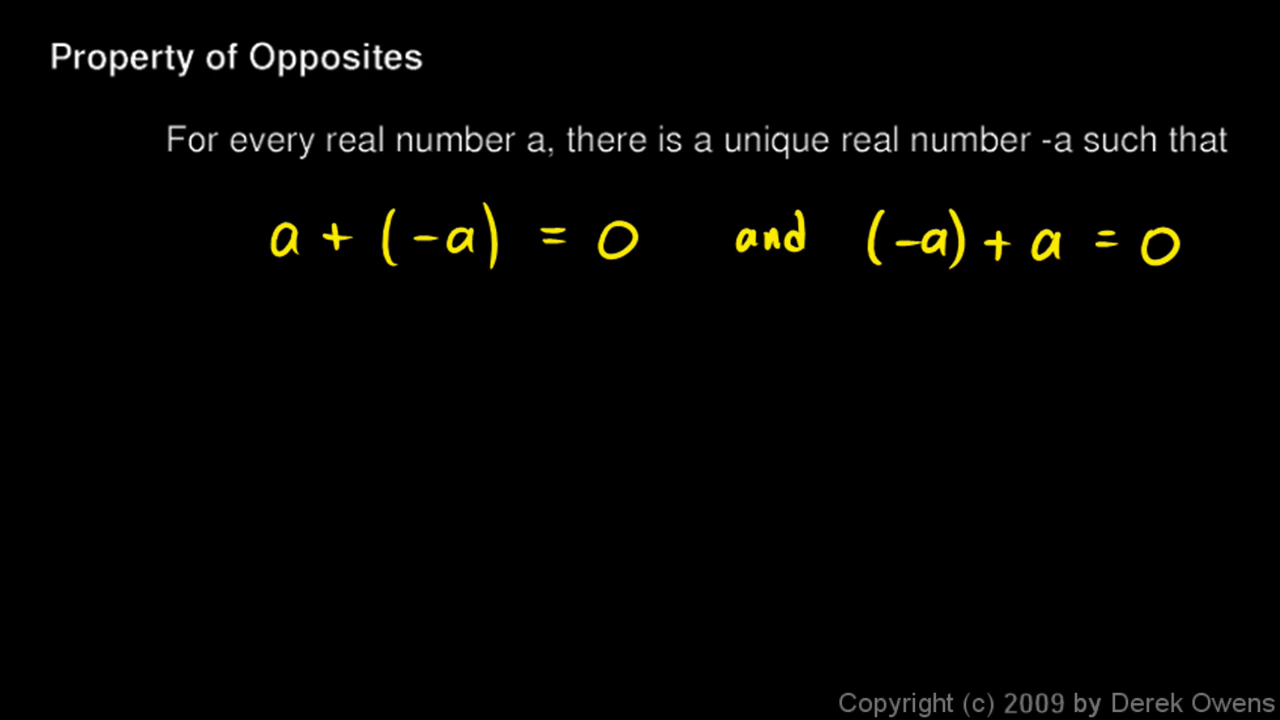 Property of Opposites
For every real number a, there is a unique real number -a such that
a + (-a) = 0 and (-a) + a = 0
Copyright (c) 2009 by Derek Owens